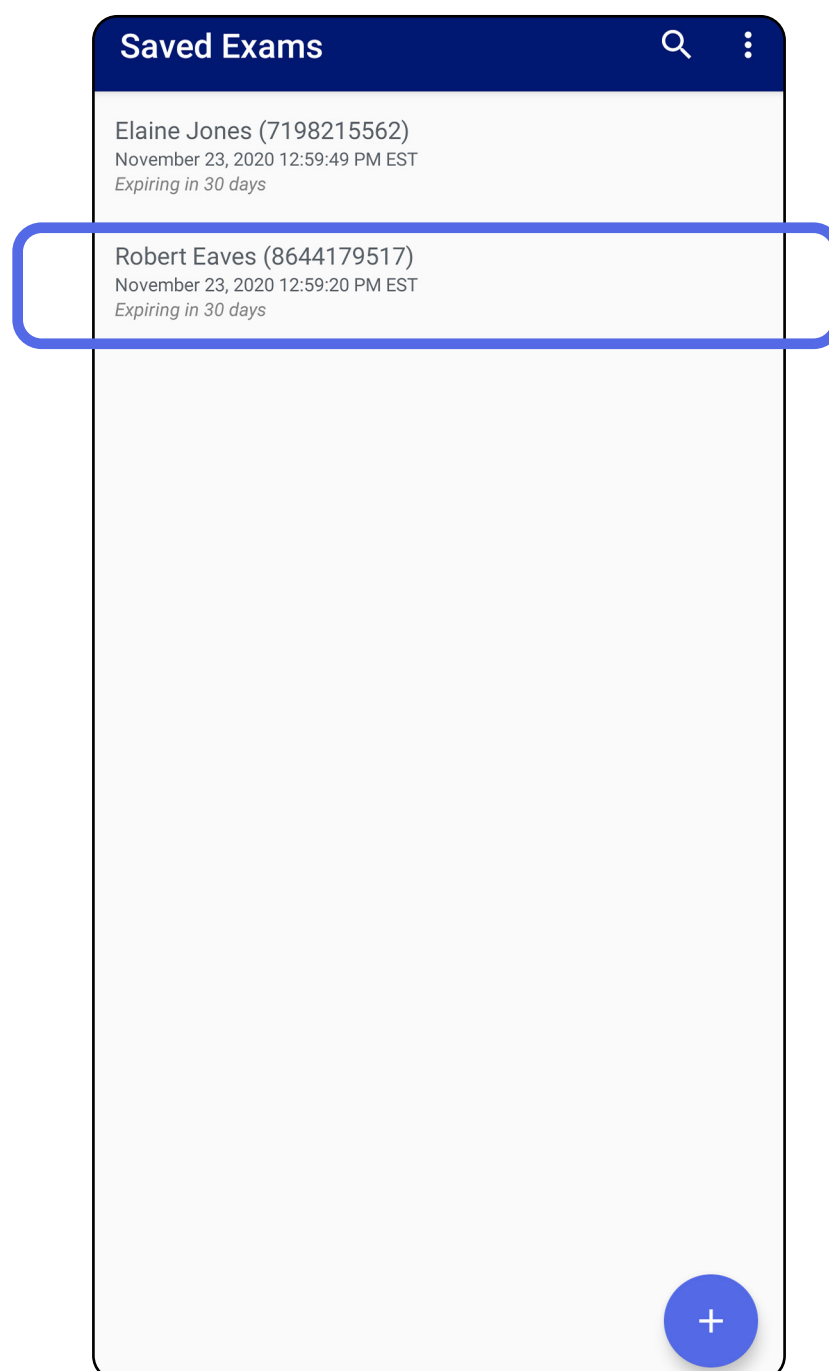 Saved Exams
Elaine Jones (7198215562)
November 23, 2020 12:59:49 PM EST
Expiring in 30 days
Robert Eaves (8644179517)
November 23, 2020 12:59:20 PM EST
Expiring in 30 days